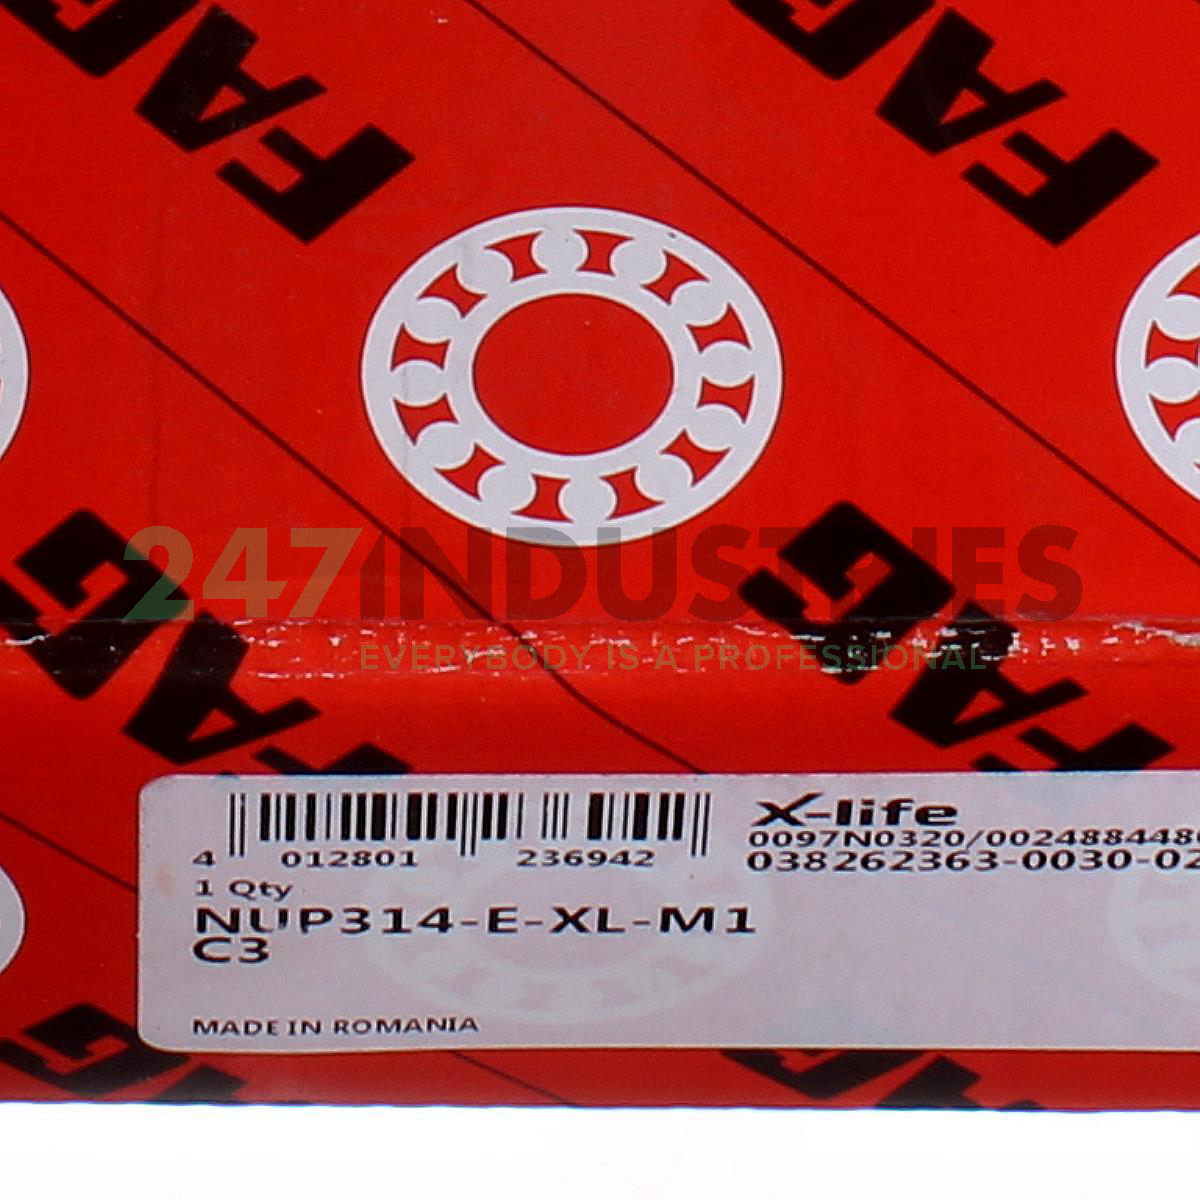 FAG
FAG
247INDUSTRIES
EVERYBODY IS A PROFESSIONAL
FAG
FAG
X-life
4 012801 236942
0097N0320/0024884480
038262363-0030-02
1 Qty
NUP314-E-XL-M1
C3
MADE IN ROMANIA